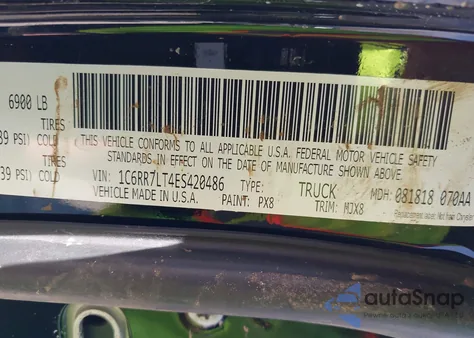 6900 LB
TIRES
39 PSI) COLD
THIS VEHICLE CONFORMS TO ALL APPLICABLE U.S.A. FEDERAL MOTOR VEHICLE SAFETY
STANDARDS IN EFFECT ON THE DATE OF MANUFACTURE SHOWN ABOVE.
TIRES
39 PSI) COLD
VIN: 1C6RR7LT4ES420486 TYPE: TRUCK MDH: 081818 070AA
VEHICLE MADE IN U.S.A. PAINT: PX8 TRIM: MJX8
autoSnap